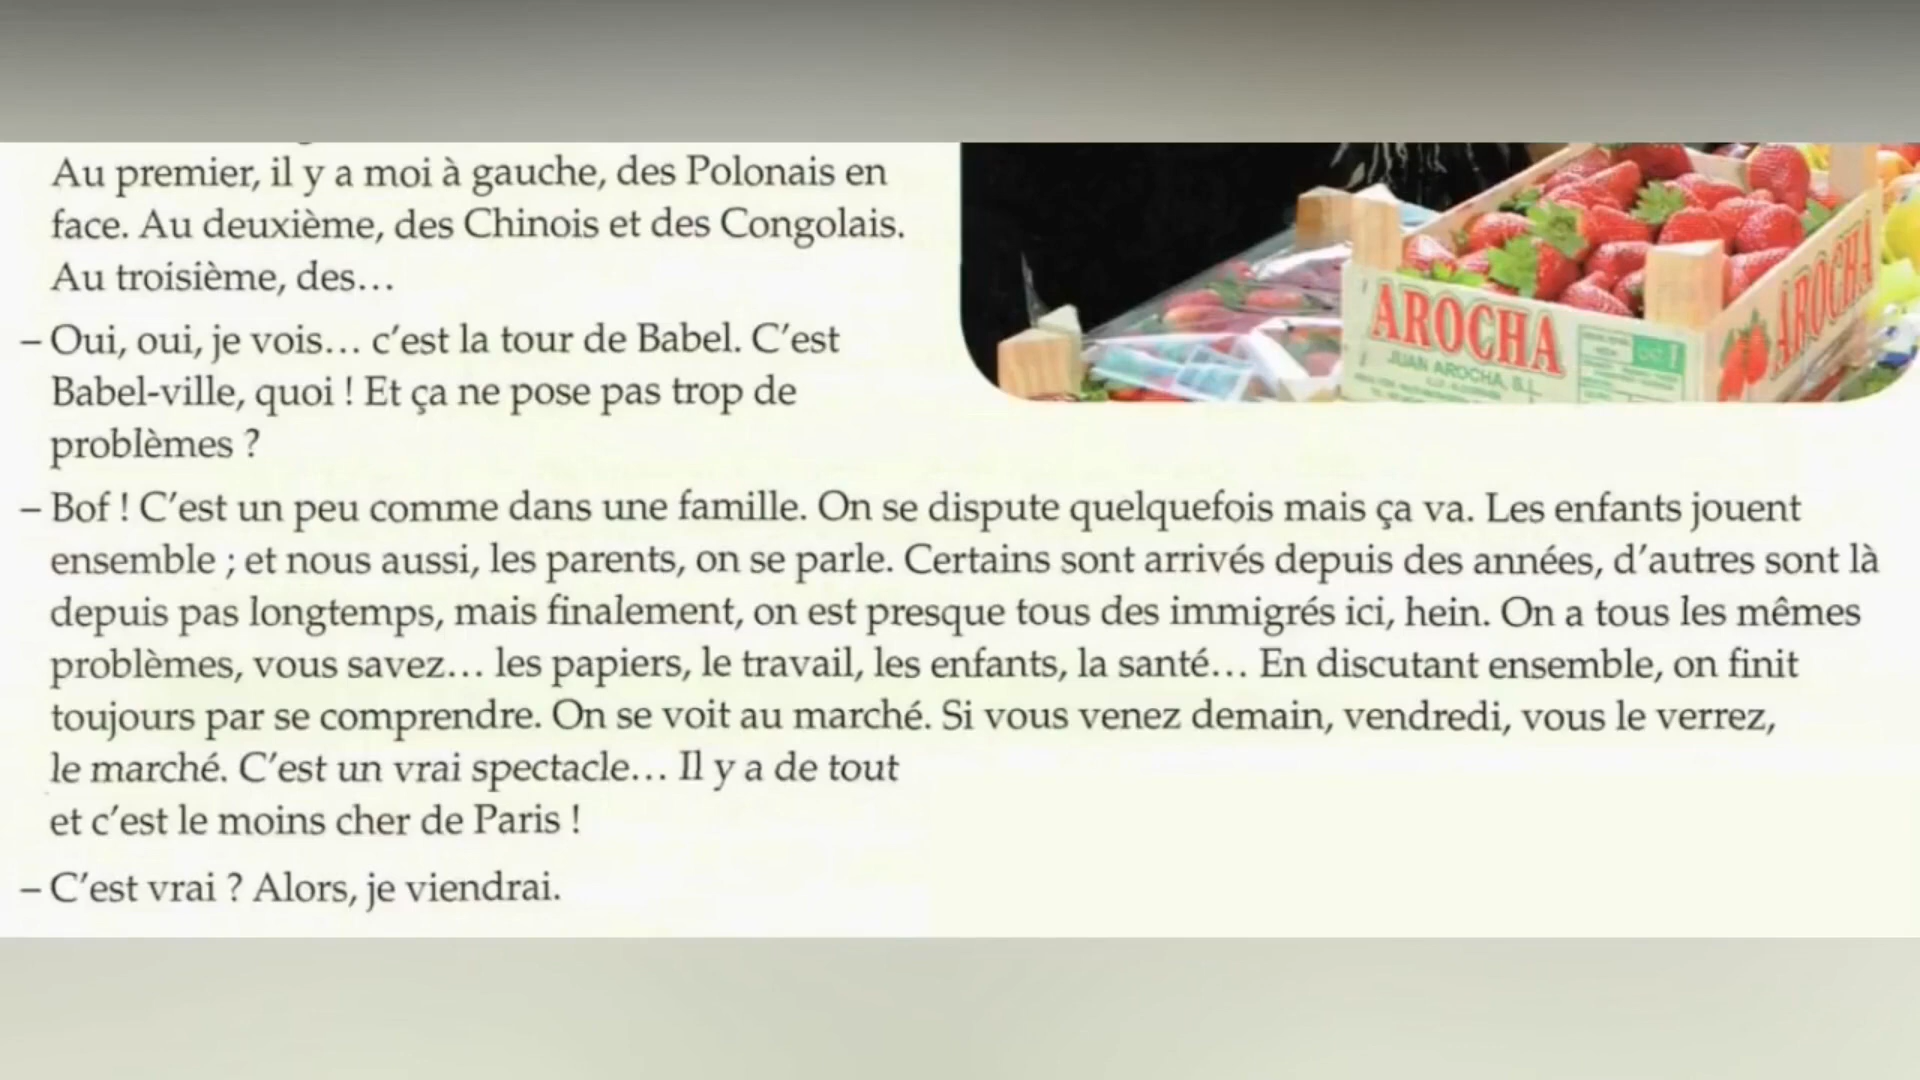 Au premier, il y a moi à gauche, des Polonais en
face. Au deuxième, des Chinois et des Congolais.
Au troisième, des…
– Oui, oui, je vois… c’est la tour de Babel. C’est
Babel-ville, quoi ! Et ça ne pose pas trop de
problèmes ?
– Bof ! C’est un peu comme dans une famille. On se dispute quelquefois mais ça va. Les enfants jouent
ensemble ; et nous aussi, les parents, on se parle. Certains sont arrivés depuis des années, d’autres sont là
depuis pas longtemps, mais finalement, on est presque tous des immigrés ici, hein. On a tous les mêmes
problèmes, vous savez… les papiers, le travail, les enfants, la santé… En discutant ensemble, on finit
toujours par se comprendre. On se voit au marché. Si vous venez demain, vendredi, vous le verrez,
le marché. C’est un vrai spectacle… Il y a de tout
et c’est le moins cher de Paris !
– C’est vrai ? Alors, je viendrai.
AROCHA
JUAN AROCHA, S.L.
AROCHA